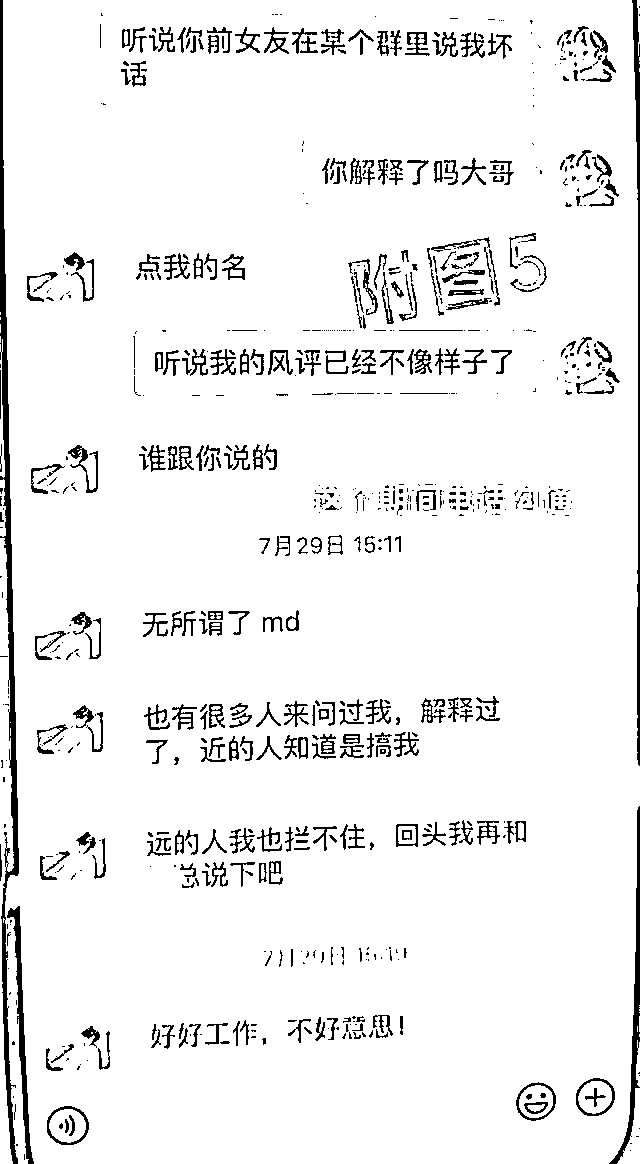 听说你前女友在某个群里说我坏
话
你解释了吗大哥
点我的名
附图5
听说我的风评已经不像样子了
谁跟你说的
这个期间电话沟通
7月29日 15:11
无所谓了 md
也有很多人来问过我，解释过
了，近的人知道是搞我
远的人我也拦不住，回头我再和
总说下吧
7月29日
好好工作，不好意思！